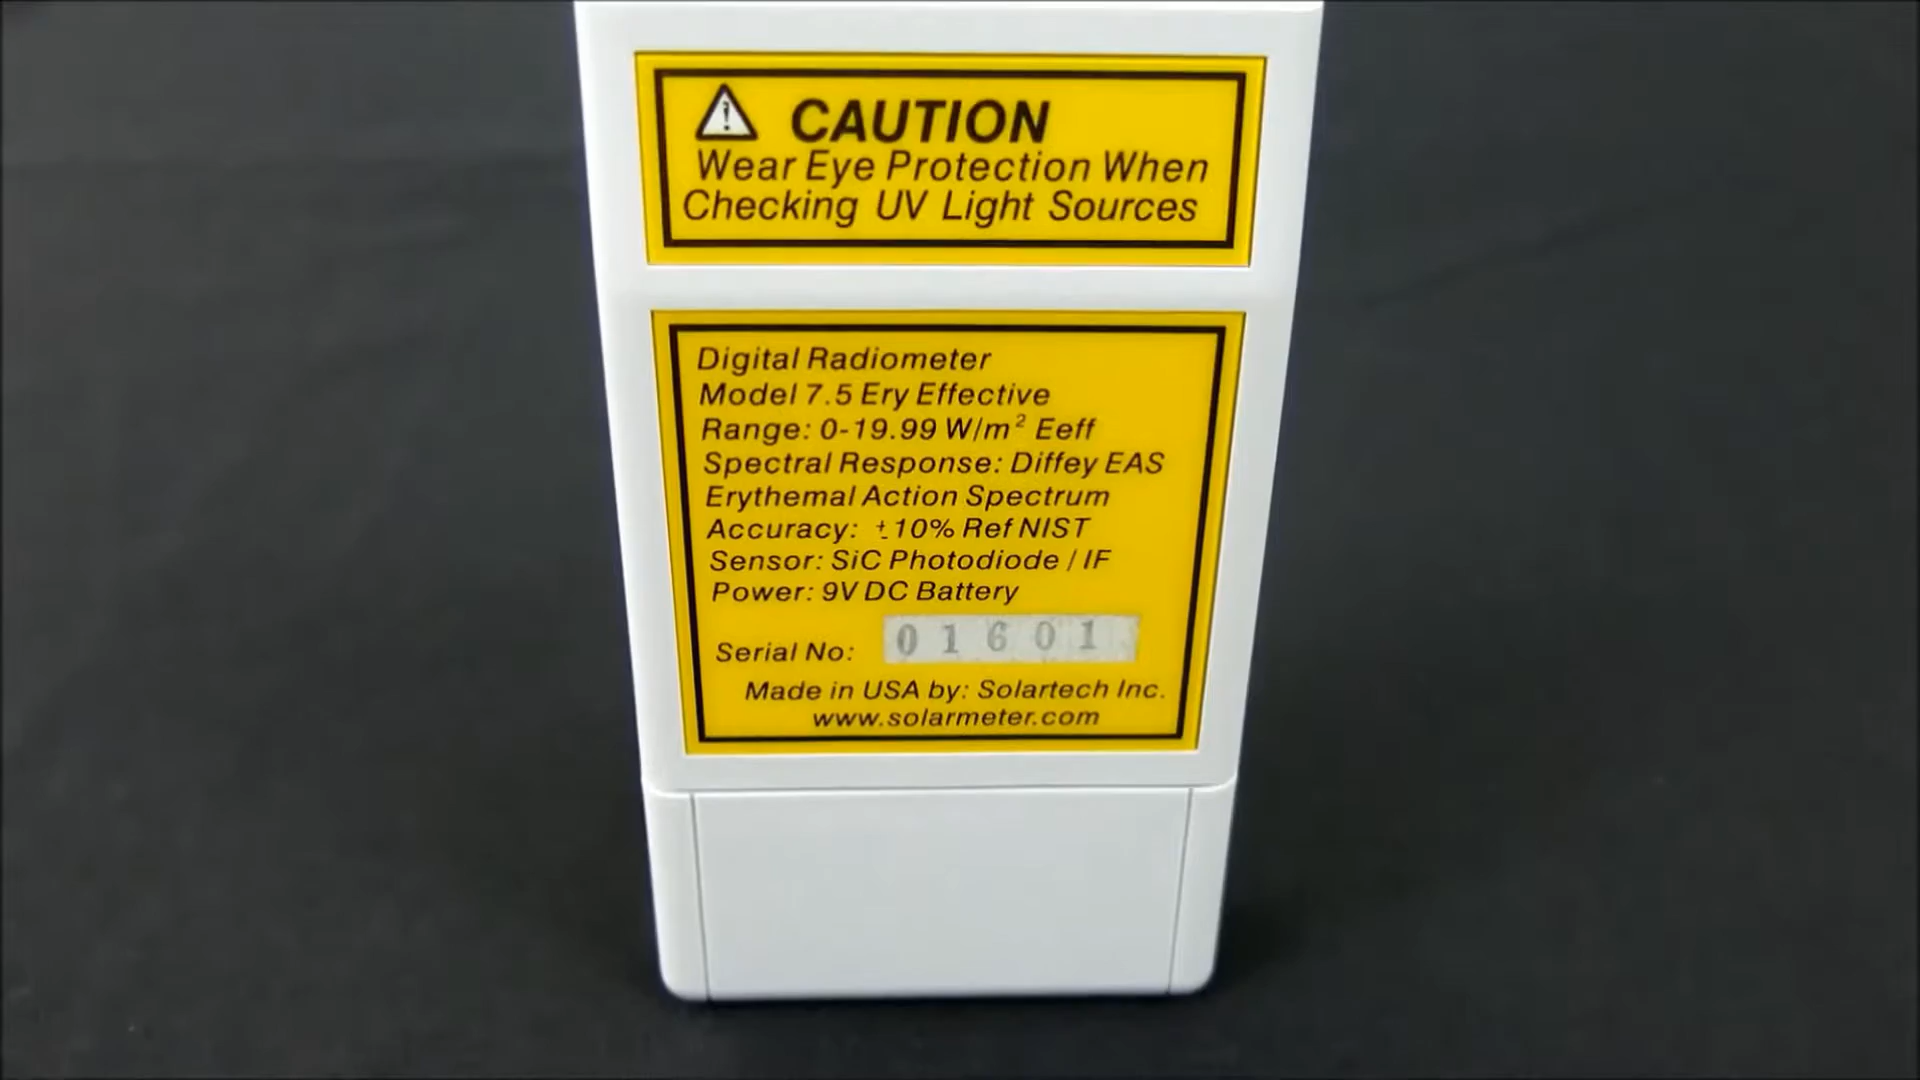 CAUTION
Wear Eye Protection When
Checking UV Light Sources
Digital Radiometer
Model 7.5 Ery Effective
Range: 0-19.99 W/m² Eeff
Spectral Response: Diffey EAS
Erythemal Action Spectrum
Accuracy: ±10% Ref NIST
Sensor: SiC Photodiode / IF
Power: 9V DC Battery
Serial No: 01601
Made in USA by: Solartech Inc.
www.solarmeter.com